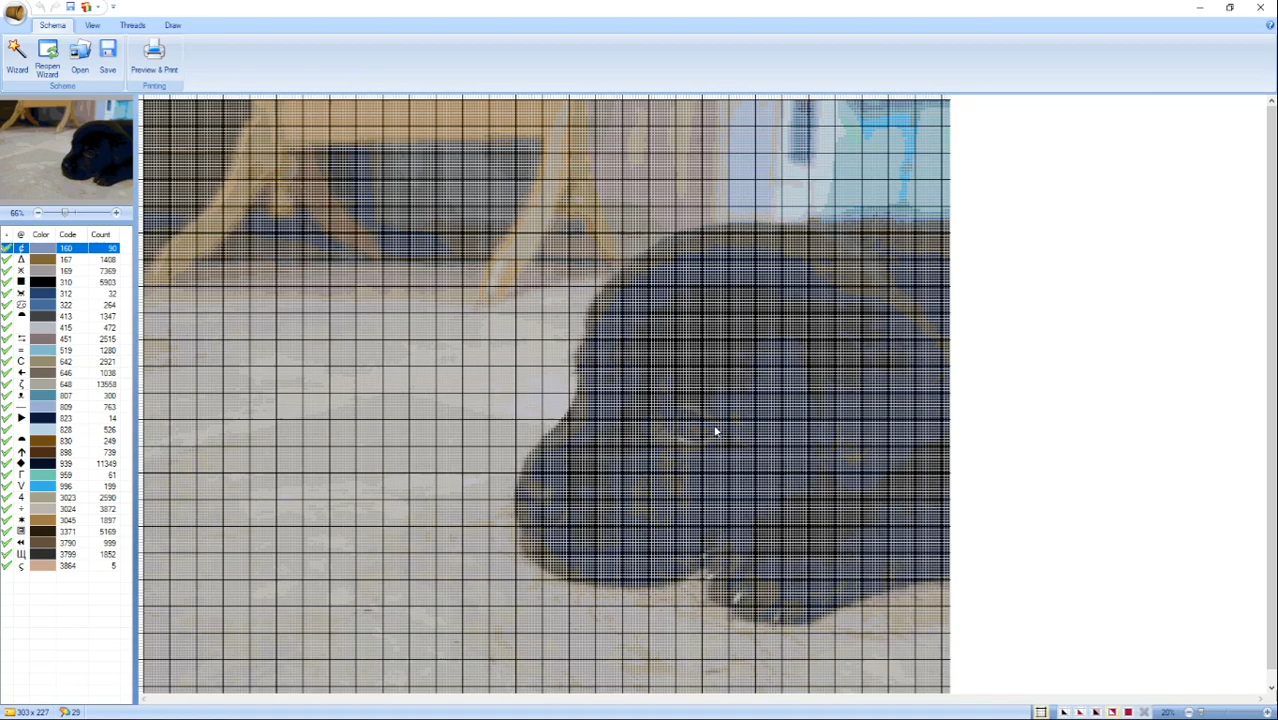 Schema View Threads Draw
Wizard Reopen Wizard Open Save Preview & Print
Scheme Printing
66%
@ Color Code Count
¢ 160 90
Δ 167 1408
169 7369
■ 310 5903
312 32
322 264
413 1347
415 472
451 2515
= 519 1280
C 642 2921
← 646 1038
ζ 648 13558
807 300
— 809 763
▶ 823 14
828 526
830 249
↑ 898 739
◆ 939 11349
Γ 959 61
V 996 199
4 3023 2590
÷ 3024 3872
✶ 3045 1897
3371 5169
◀◀ 3790 999
Щ 3799 1852
ς 3864 5
303 x 227 29 20%